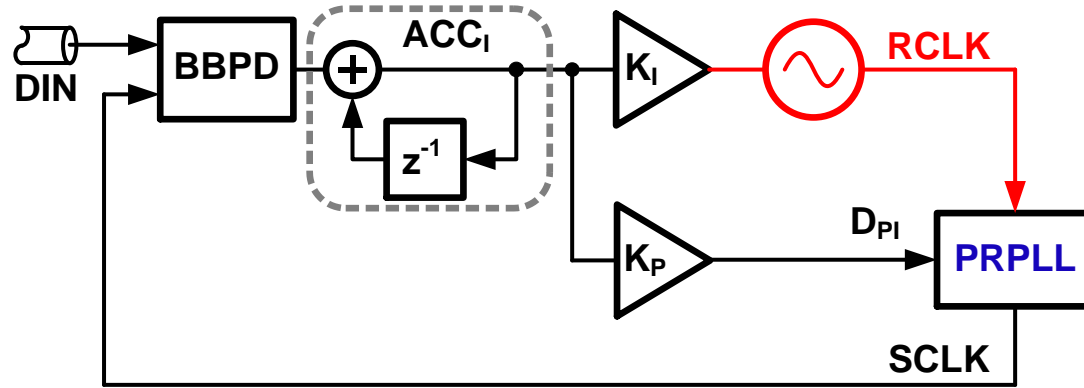 DIN
BBPD
ACC_I
+
z^-1
K_I
K_P
RCLK
D_PI
PRPLL
SCLK